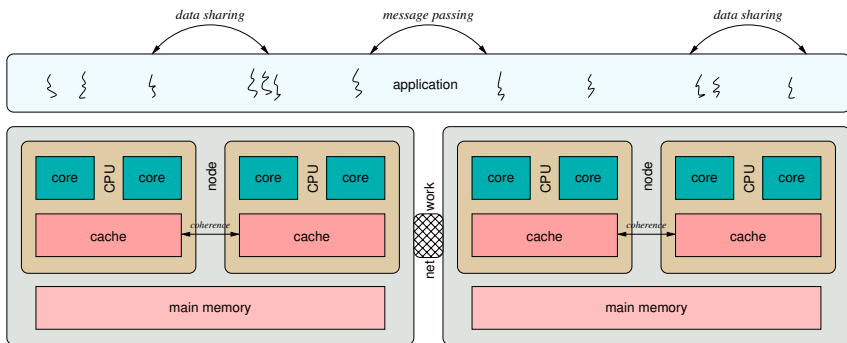 data sharing
message passing
data sharing
application
core
CPU
core
node
core
CPU
core
core
CPU
core
node
core
CPU
core
cache
coherence
cache
net work
cache
coherence
cache
main memory
main memory